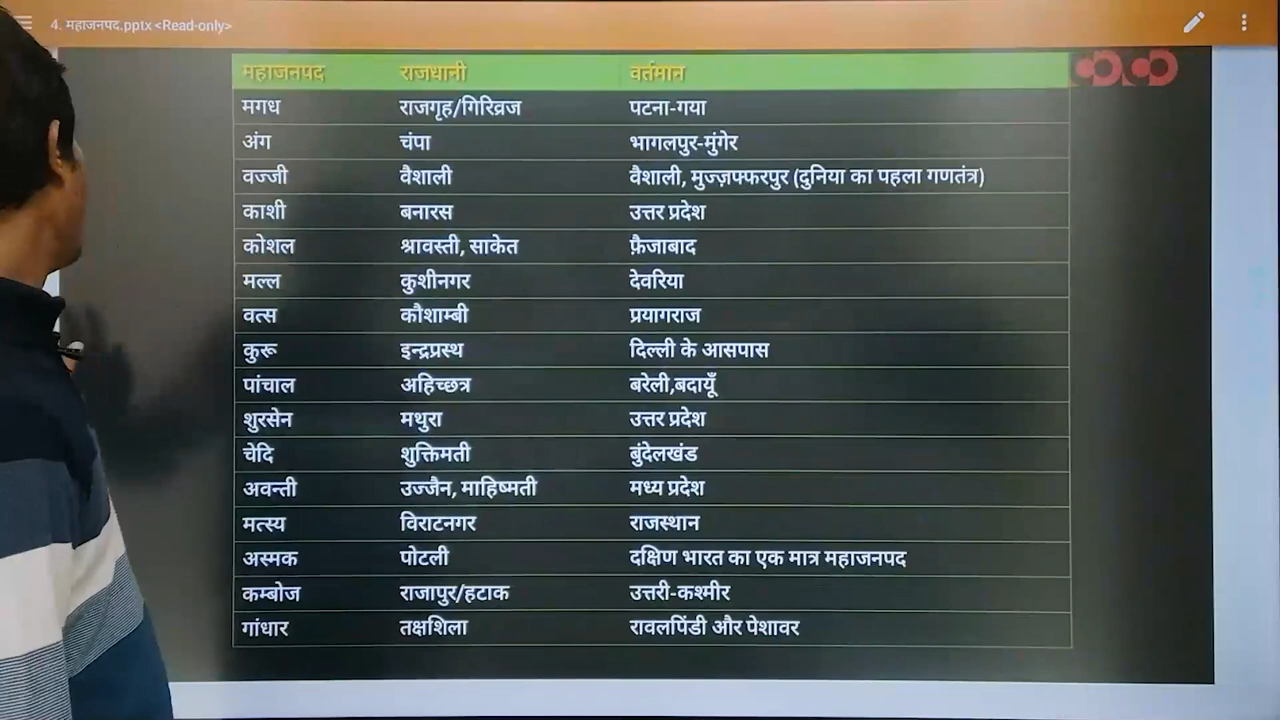 4. महाजनपद.pptx <Read-only>
महाजनपद राजधानी वर्तमान
मगध राजगृह/गिरिव्रज पटना-गया
अंग चंपा भागलपुर-मुंगेर
वज्जी वैशाली वैशाली, मुज्ज़फ्फरपुर (दुनिया का पहला गणतंत्र)
काशी बनारस उत्तर प्रदेश
कोशल श्रावस्ती, साकेत फ़ैजाबाद
मल्ल कुशीनगर देवरिया
वत्स कौशाम्बी प्रयागराज
कुरू इन्द्रप्रस्थ दिल्ली के आसपास
पांचाल अहिच्छत्र बरेली,बदायूँ
शुरसेन मथुरा उत्तर प्रदेश
चेदि शुक्तिमती बुंदेलखंड
अवन्ती उज्जैन, माहिष्मती मध्य प्रदेश
मत्स्य विराटनगर राजस्थान
अस्मक पोटली दक्षिण भारत का एक मात्र महाजनपद
कम्बोज राजापुर/हटाक उत्तरी-कश्मीर
गांधार तक्षशिला रावलपिंडी और पेशावर